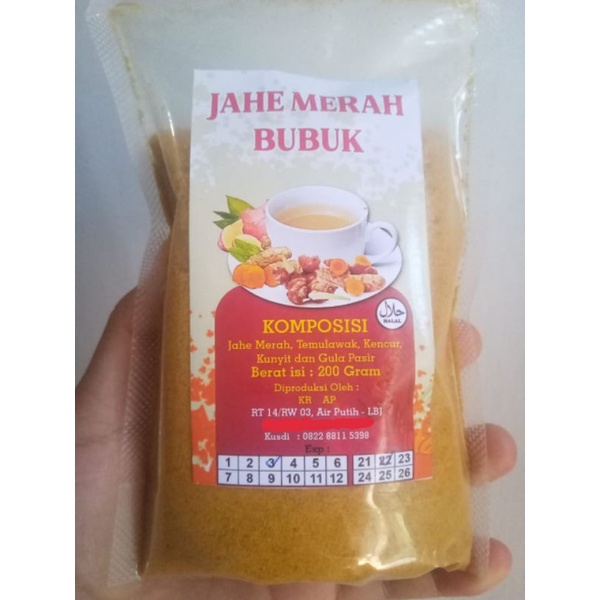 JAHE MERAH
BUBUK
KOMPOSISI
حلال
HALAL
Jahe Merah, Temulawak, Kencur,
Kunyit dan Gula Pasir
Berat isi : 200 Gram
Diproduksi Oleh :
KR AP
RT 14/RW 03, Air Putih - LBJ
Kusdi : 0822 8811 5398
Exp :
1 2 3 4 5 6 21 22 23
7 8 9 10 11 12 24 25 26